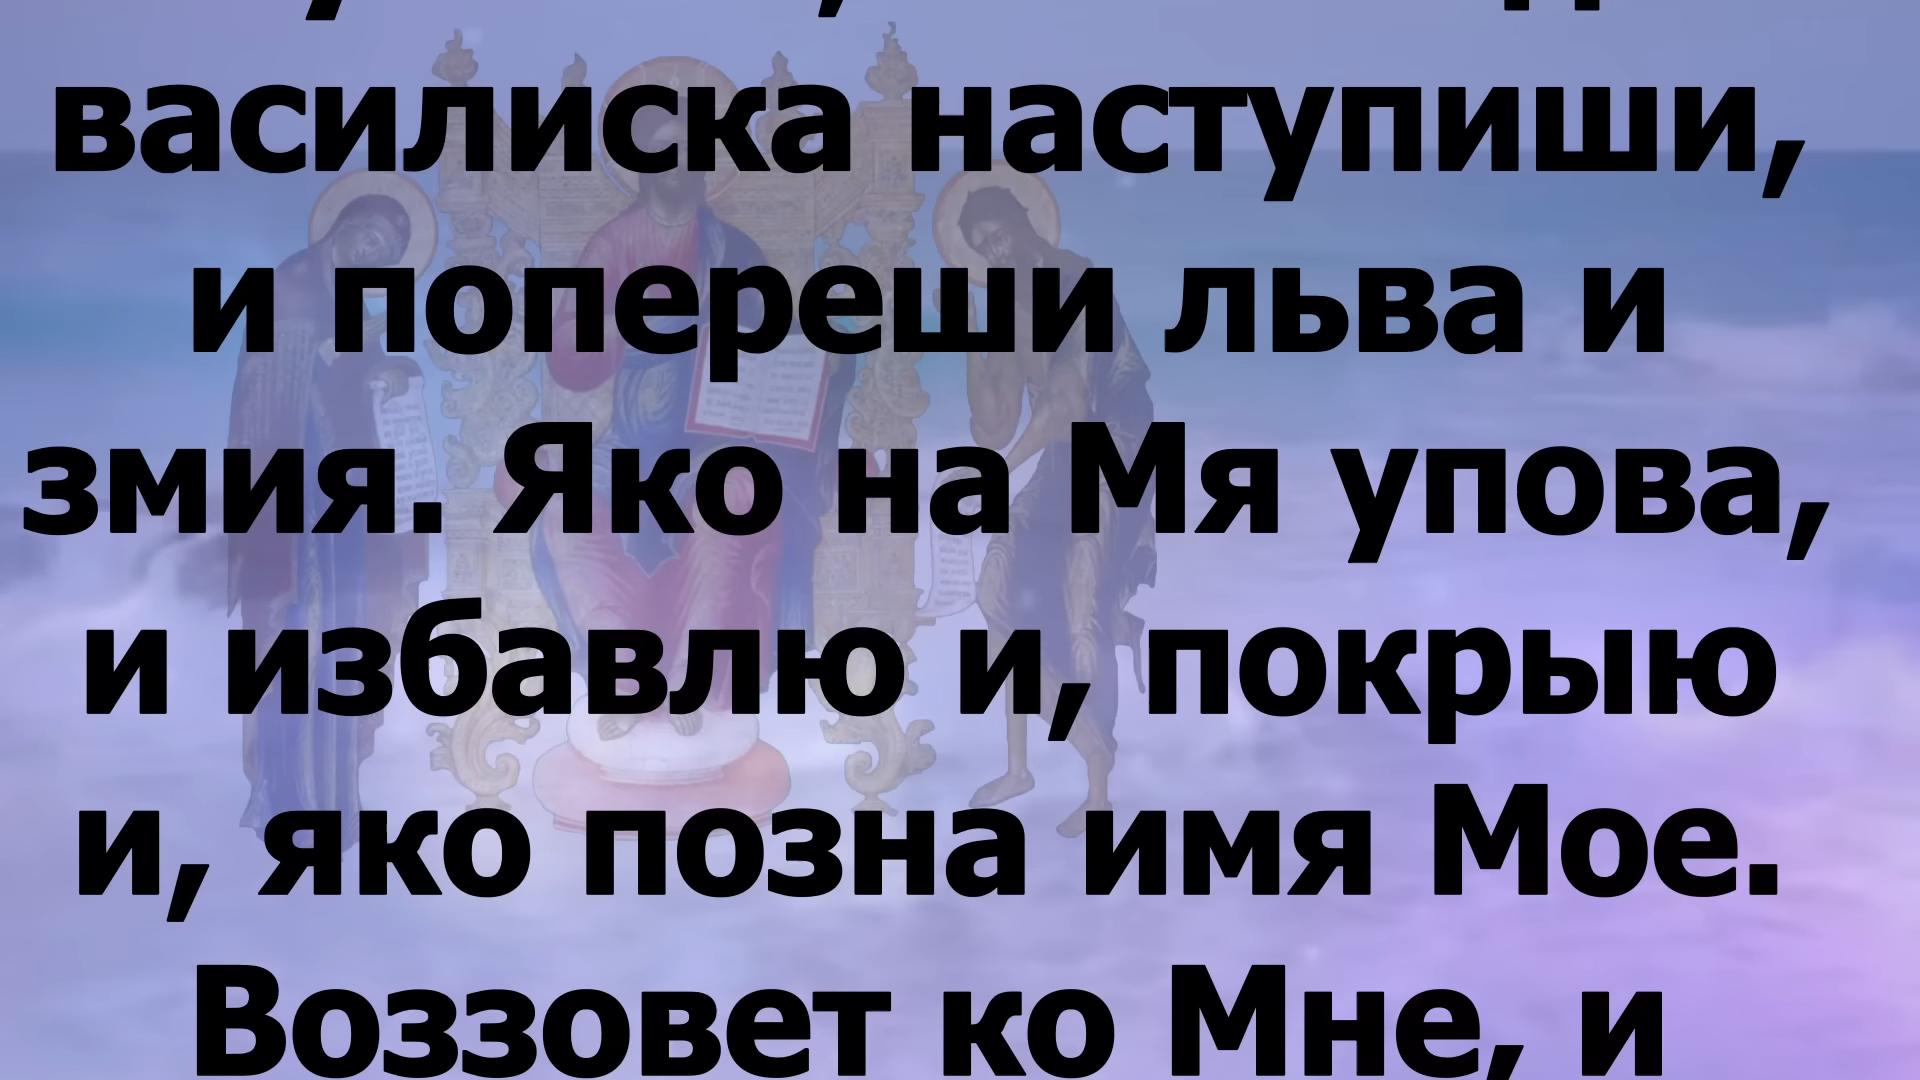 василиска наступиши,
и попереши льва и
змия. Яко на Мя упова,
и избавлю и, покрыю
и, яко позна имя Мое.
Воззовет ко Мне, и